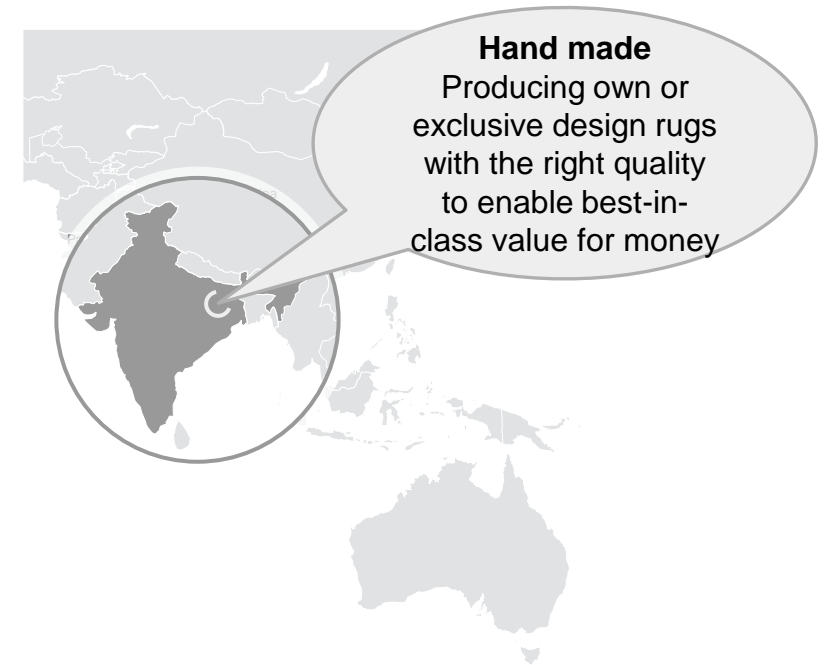 Hand made
Producing own or
exclusive design rugs
with the right quality
to enable best-in-
class value for money